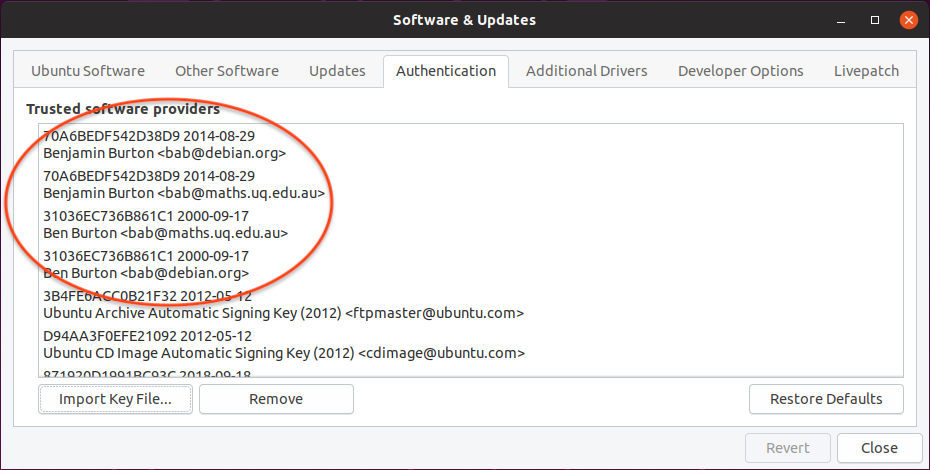 Software & Updates
Ubuntu Software
Other Software
Updates
Authentication
Additional Drivers
Developer Options
Livepatch
Trusted software providers
70A6BEDF542D38D9 2014-08-29
Benjamin Burton <bab@debian.org>
70A6BEDF542D38D9 2014-08-29
Benjamin Burton <bab@maths.uq.edu.au>
31036EC736B861C1 2000-09-17
Ben Burton <bab@maths.uq.edu.au>
31036EC736B861C1 2000-09-17
Ben Burton <bab@debian.org>
3B4FE6ACC0B21F32 2012-05-12
Ubuntu Archive Automatic Signing Key (2012) <ftpmaster@ubuntu.com>
D94AA3F0EFE21092 2012-05-12
Ubuntu CD Image Automatic Signing Key (2012) <cdimage@ubuntu.com>
871920D1991BC93C 2018-09-18
Import Key File...
Remove
Restore Defaults
Revert
Close